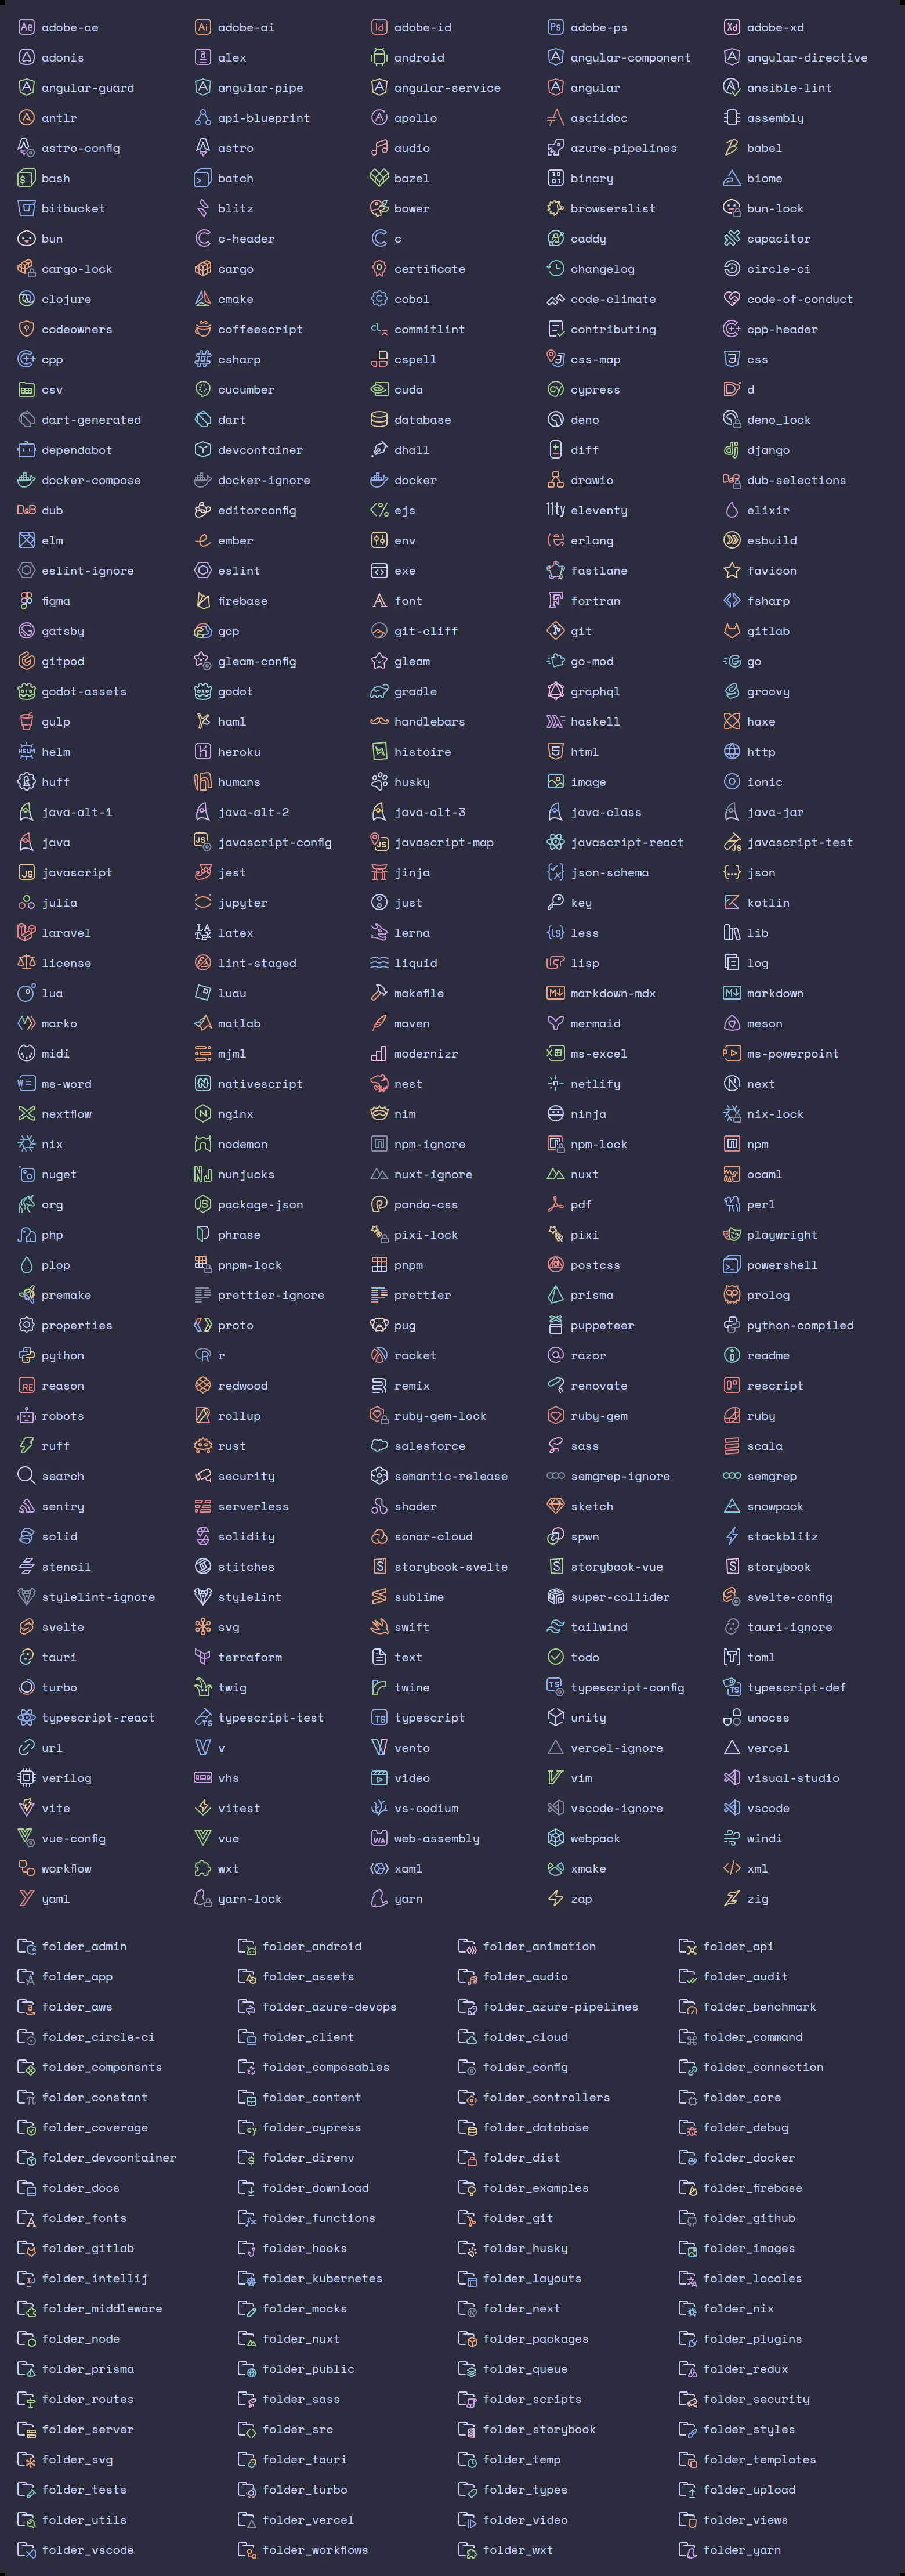 adobe-ae adobe-ai adobe-id adobe-ps adobe-xd
adonis alex android angular-component angular-directive
angular-guard angular-pipe angular-service angular ansible-lint
antlr api-blueprint apollo asciidoc assembly
astro-config astro audio azure-pipelines babel
bash batch bazel binary biome
bitbucket blitz bower browserslist bun-lock
bun c-header c caddy capacitor
cargo-lock cargo certificate changelog circle-ci
clojure cmake cobol code-climate code-of-conduct
codeowners coffeescript commitlint contributing cpp-header
cpp csharp cspell css-map css
csv cucumber cuda cypress d
dart-generated dart database deno deno_lock
dependabot devcontainer dhall diff django
docker-compose docker-ignore docker drawio dub-selections
dub editorconfig ejs eleventy elixir
elm ember env erlang esbuild
eslint-ignore eslint exe fastlane favicon
figma firebase font fortran fsharp
gatsby gcp git-cliff git gitlab
gitpod gleam-config gleam go-mod go
godot-assets godot gradle graphql groovy
gulp haml handlebars haskell haxe
helm heroku histoire html http
huff humans husky image ionic
java-alt-1 java-alt-2 java-alt-3 java-class java-jar
java javascript-config javascript-map javascript-react javascript-test
javascript jest jinja json-schema json
julia jupyter just key kotlin
laravel latex lerna less lib
license lint-staged liquid lisp log
lua luau makefile markdown-mdx markdown
marko matlab maven mermaid meson
midi mjml modernizr ms-excel ms-powerpoint
ms-word nativescript nest netlify next
nextflow nginx nim ninja nix-lock
nix nodemon npm-ignore npm-lock npm
nuget nunjucks nuxt-ignore nuxt ocaml
org package-json panda-css pdf perl
php phrase pixi-lock pixi playwright
plop pnpm-lock pnpm postcss powershell
premake prettier-ignore prettier prisma prolog
properties proto pug puppeteer python-compiled
python r racket razor readme
reason redwood remix renovate rescript
robots rollup ruby-gem-lock ruby-gem ruby
ruff rust salesforce sass scala
search security semantic-release semgrep-ignore semgrep
sentry serverless shader sketch snowpack
solid solidity sonar-cloud spwn stackblitz
stencil stitches storybook-svelte storybook-vue storybook
stylelint-ignore stylelint sublime super-collider svelte-config
svelte svg swift tailwind tauri-ignore
tauri terraform text todo toml
turbo twig twine typescript-config typescript-def
typescript-react typescript-test typescript unity unocss
url v vento vercel-ignore vercel
verilog vhs video vim visual-studio
vite vitest vs-codium vscode-ignore vscode
vue-config vue web-assembly webpack windi
workflow wxt xaml xmake xml
yaml yarn-lock yarn zap zig
folder_admin folder_android folder_animation folder_api
folder_app folder_assets folder_audio folder_audit
folder_aws folder_azure-devops folder_azure-pipelines folder_benchmark
folder_circle-ci folder_client folder_cloud folder_command
folder_components folder_composables folder_config folder_connection
folder_constant folder_content folder_controllers folder_core
folder_coverage folder_cypress folder_database folder_debug
folder_devcontainer folder_direnv folder_dist folder_docker
folder_docs folder_download folder_examples folder_firebase
folder_fonts folder_functions folder_git folder_github
folder_gitlab folder_hooks folder_husky folder_images
folder_intellij folder_kubernetes folder_layouts folder_locales
folder_middleware folder_mocks folder_next folder_nix
folder_node folder_nuxt folder_packages folder_plugins
folder_prisma folder_public folder_queue folder_redux
folder_routes folder_sass folder_scripts folder_security
folder_server folder_src folder_storybook folder_styles
folder_svg folder_tauri folder_temp folder_templates
folder_tests folder_turbo folder_types folder_upload
folder_utils folder_vercel folder_video folder_views
folder_vscode folder_workflows folder_wxt folder_yarn